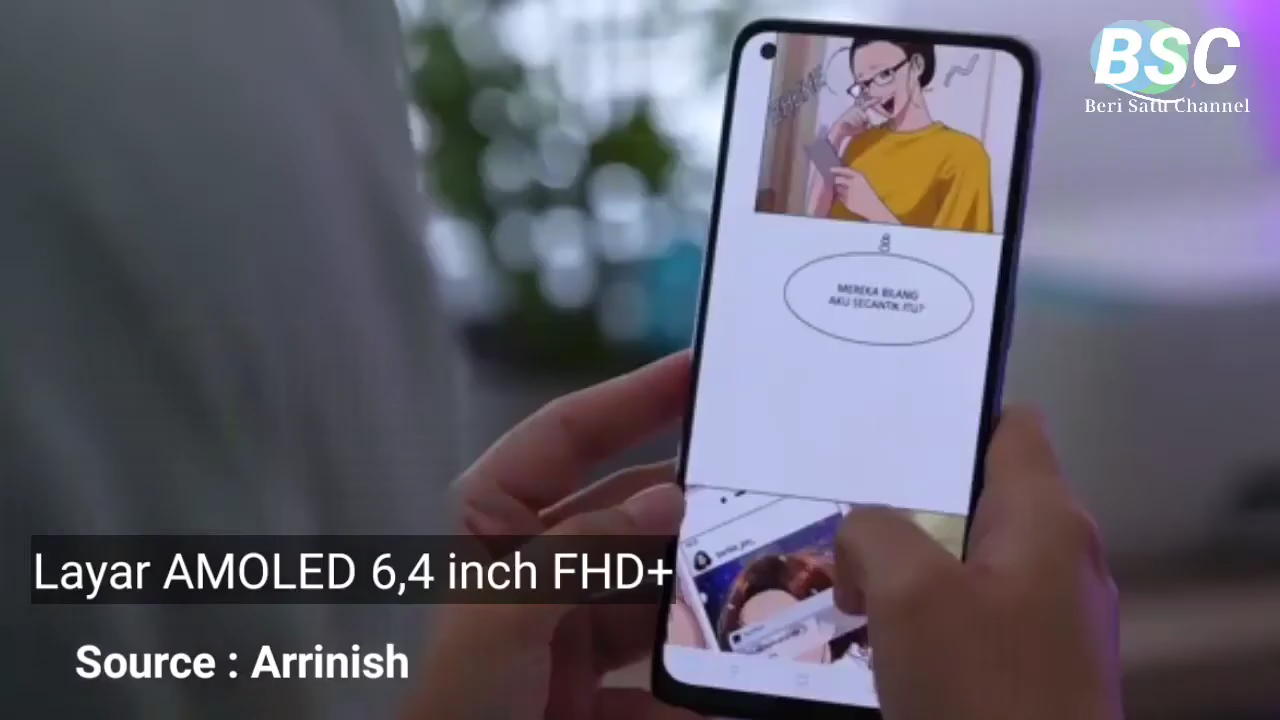 BSC
Beri Satu Channel
MEREKA BILANG
AKU SECANTIK ITU?
Layar AMOLED 6,4 inch FHD+
Source : Arrinish